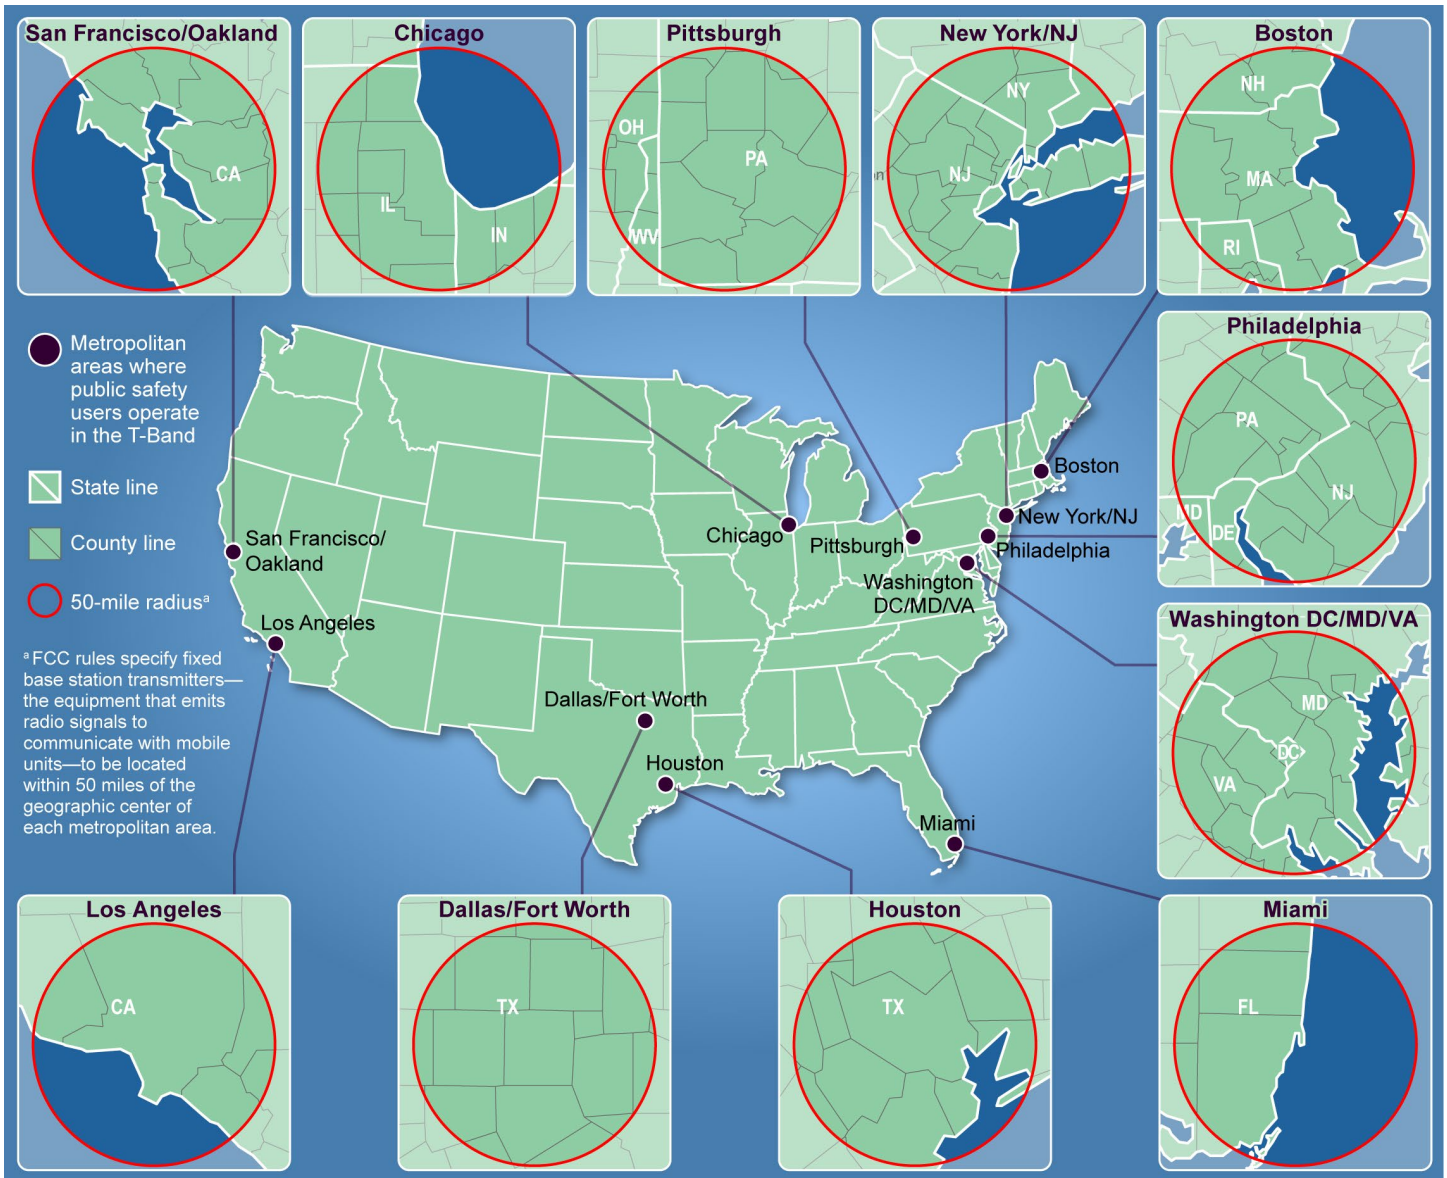 San Francisco/Oakland
CA
Chicago
IL
IN
Pittsburgh
OH
PA
WV
New York/NJ
NY
NJ
Boston
NH
MA
RI
Metropolitan
areas where
public safety
users operate
in the T-Band
State line
County line
50-mile radiusᵃ
ᵃ FCC rules specify fixed
base station transmitters—
the equipment that emits
radio signals to
communicate with mobile
units—to be located
within 50 miles of the
geographic center of
each metropolitan area.
Boston
New York/NJ
Chicago
Pittsburgh
Philadelphia
San Francisco/
Oakland
Washington
DC/MD/VA
Los Angeles
Dallas/Fort Worth
Houston
Miami
Philadelphia
PA
NJ
MD
DE
Washington DC/MD/VA
MD
DC
VA
Los Angeles
CA
Dallas/Fort Worth
TX
Houston
TX
Miami
FL